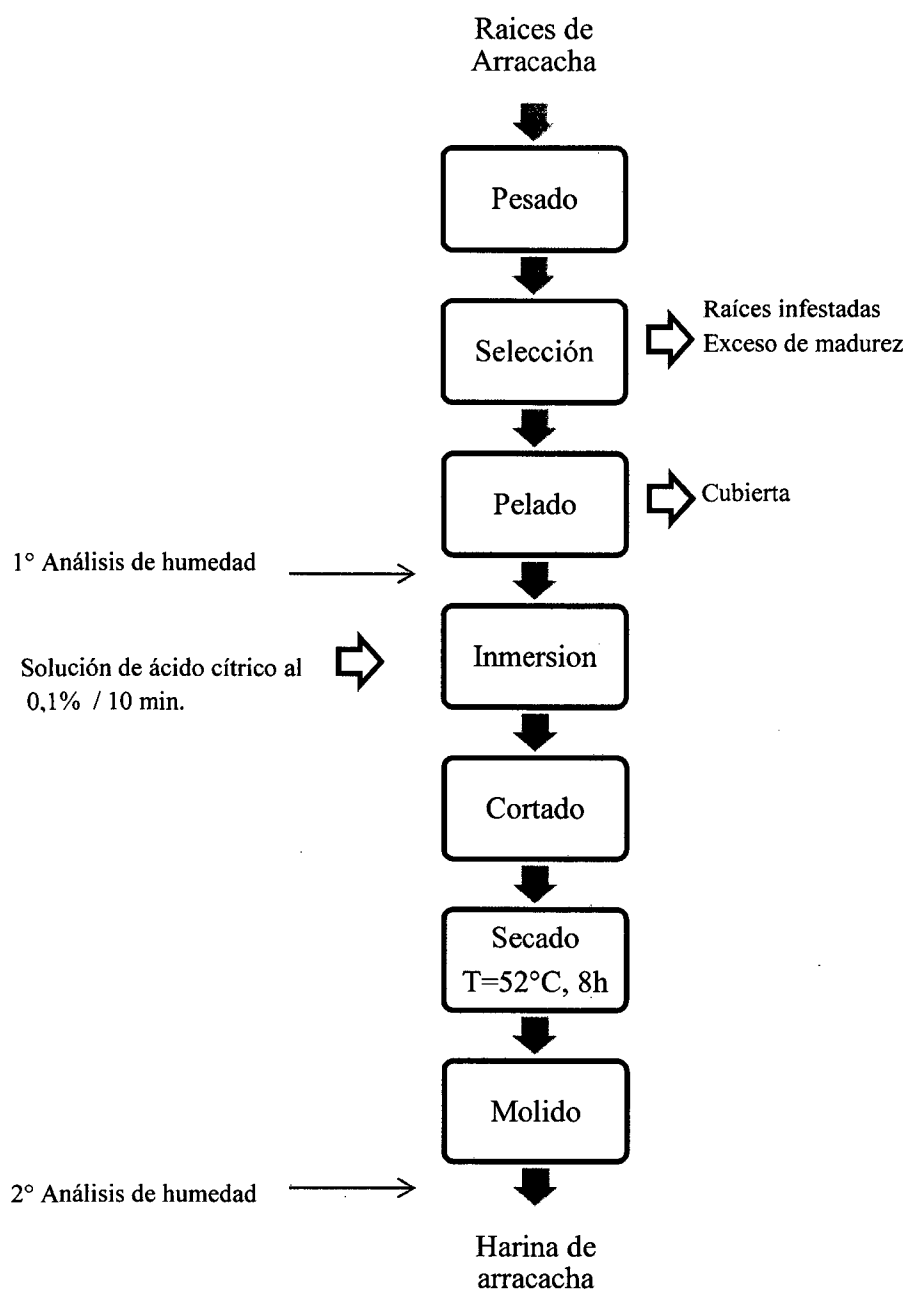 Raices de
Arracacha
Pesado
Selección
Raíces infestadas
Exceso de madurez
Pelado
Cubierta
1° Análisis de humedad
Inmersion
Solución de ácido cítrico al
0,1% / 10 min.
Cortado
Secado
T=52°C, 8h
Molido
2° Análisis de humedad
Harina de
arracacha